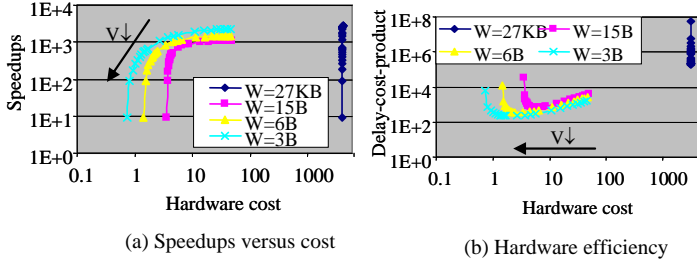 1E+4
1E+3
1E+2
1E+1
1E+0
Speedups
V↓
W=27KB
W=15B
W=6B
W=3B
0.1 1 10 100 1000
Hardware cost
(a) Speedups versus cost
1E+8
1E+6
1E+4
1E+2
1E+0
Delay-cost-product
W=27KB W=15B
W=6B W=3B
V↓
0.1 1 10 100 1000
Hardware cost
(b) Hardware efficiency